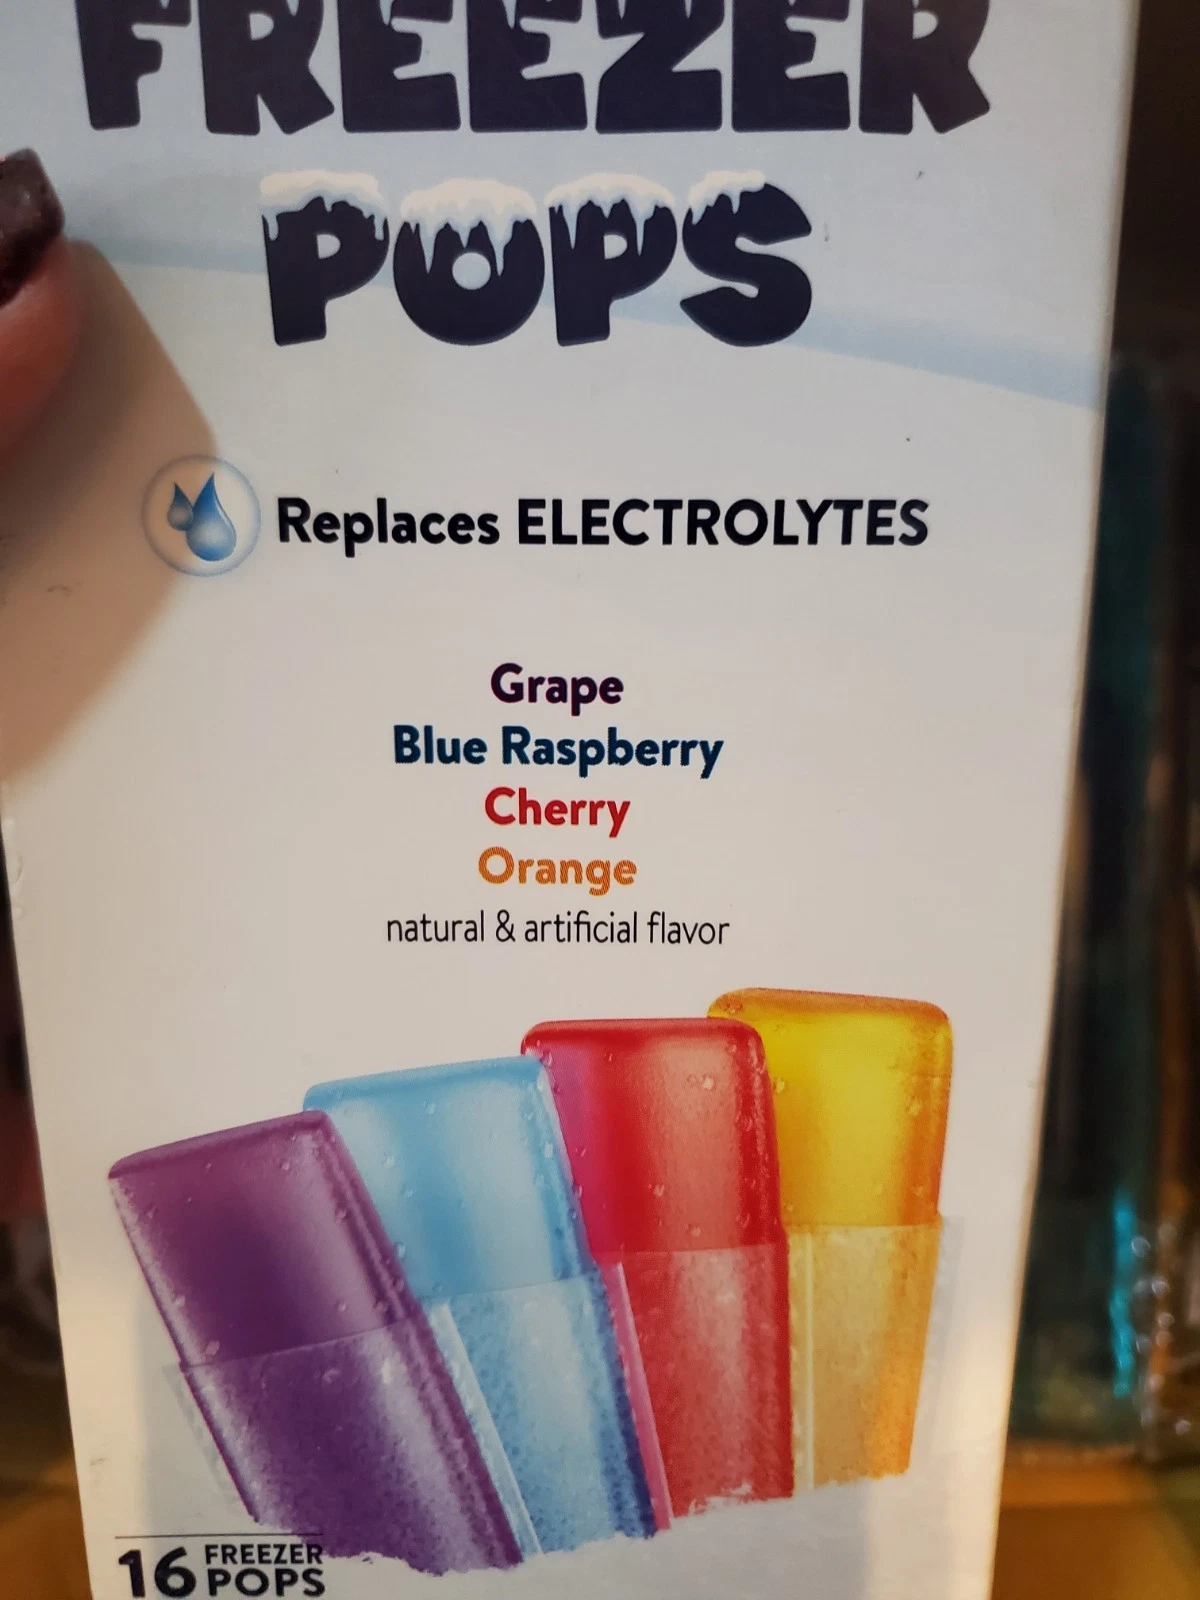 FREEZER
POPS
Replaces ELECTROLYTES
Grape
Blue Raspberry
Cherry
Orange
natural & artificial flavor
16 FREEZER
POPS